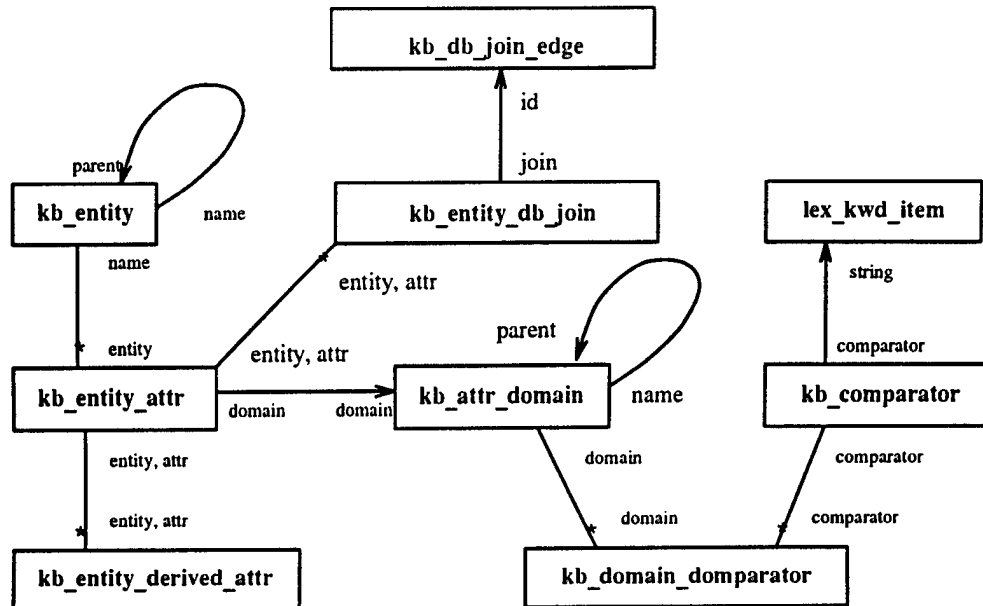 kb_db_join_edge
id
join
parent
kb_entity
name
kb_entity_db_join
lex_kwd_item
name
*
entity, attr
string
parent
* entity
entity, attr
comparator
kb_entity_attr
domain
domain
kb_attr_domain
name
kb_comparator
entity, attr
domain
comparator
* entity, attr
* domain
* comparator
kb_entity_derived_attr
kb_domain_domparator